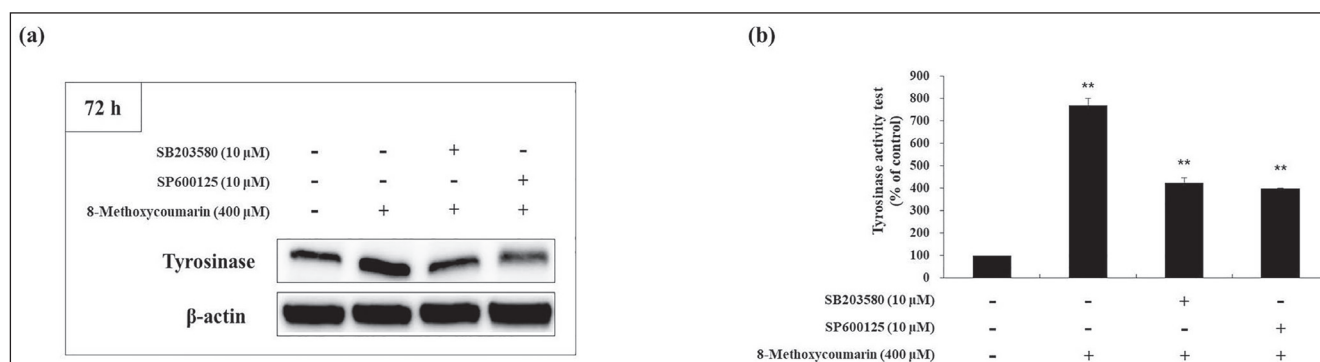 (a)
72 h
SB203580 (10 μM) - - + -
SP600125 (10 μM) - - - +
8-Methoxycoumarin (400 μM) - + + +
Tyrosinase
β-actin
(b)
Tyrosinase activity test
(% of control)
900
800
700
600
500
400
300
200
100
0
**
**
**
SB203580 (10 μM) - - + -
SP600125 (10 μM) - - - +
8-Methoxycoumarin (400 μM) - + + +